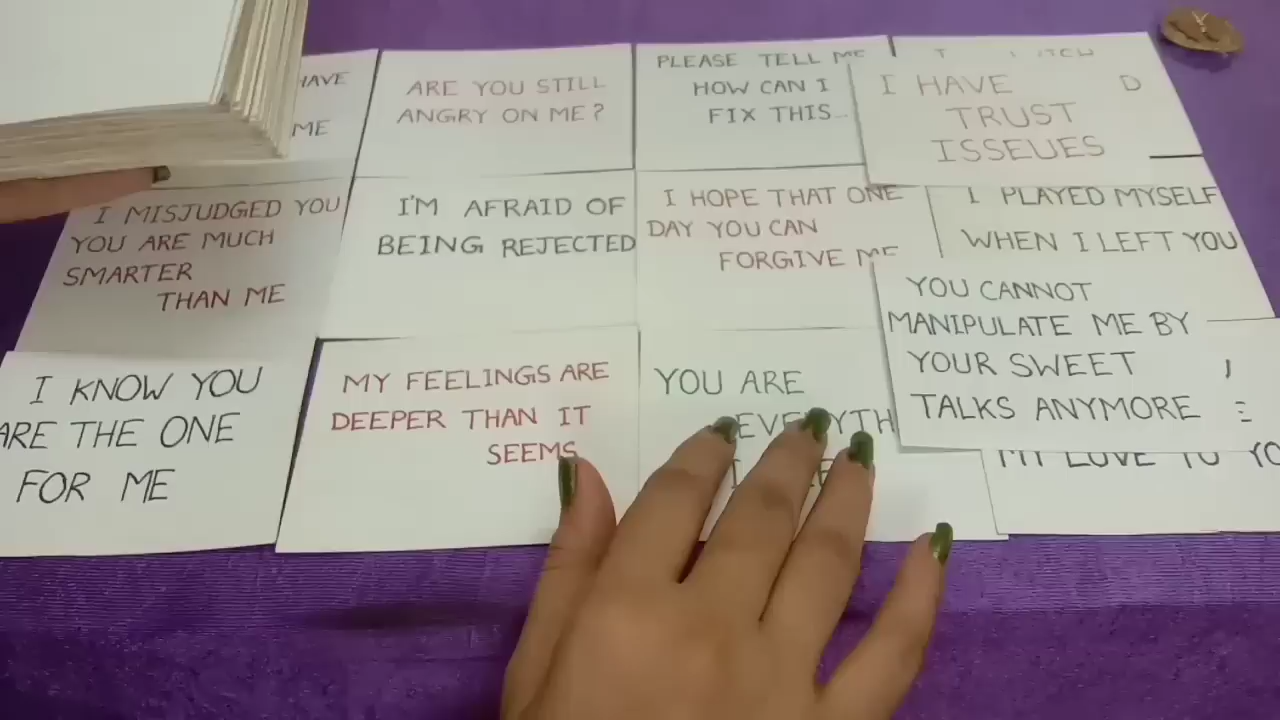 HAVE
ME
ARE YOU STILL
ANGRY ON ME?
PLEASE TELL ME
HOW CAN I
FIX THIS...
I HAVE D
TRUST
ISSEUES
I MISJUDGED YOU
YOU ARE MUCH
SMARTER
THAN ME
I'M AFRAID OF
BEING REJECTED
I HOPE THAT ONE
DAY YOU CAN
FORGIVE ME
I PLAYED MYSELF
WHEN I LEFT YOU
I KNOW YOU
ARE THE ONE
FOR ME
MY FEELINGS ARE
DEEPER THAN IT
SEEMS
YOU ARE
YOU CANNOT
MANIPULATE ME BY
YOUR SWEET
TALKS ANYMORE
MY LOVE TO YO